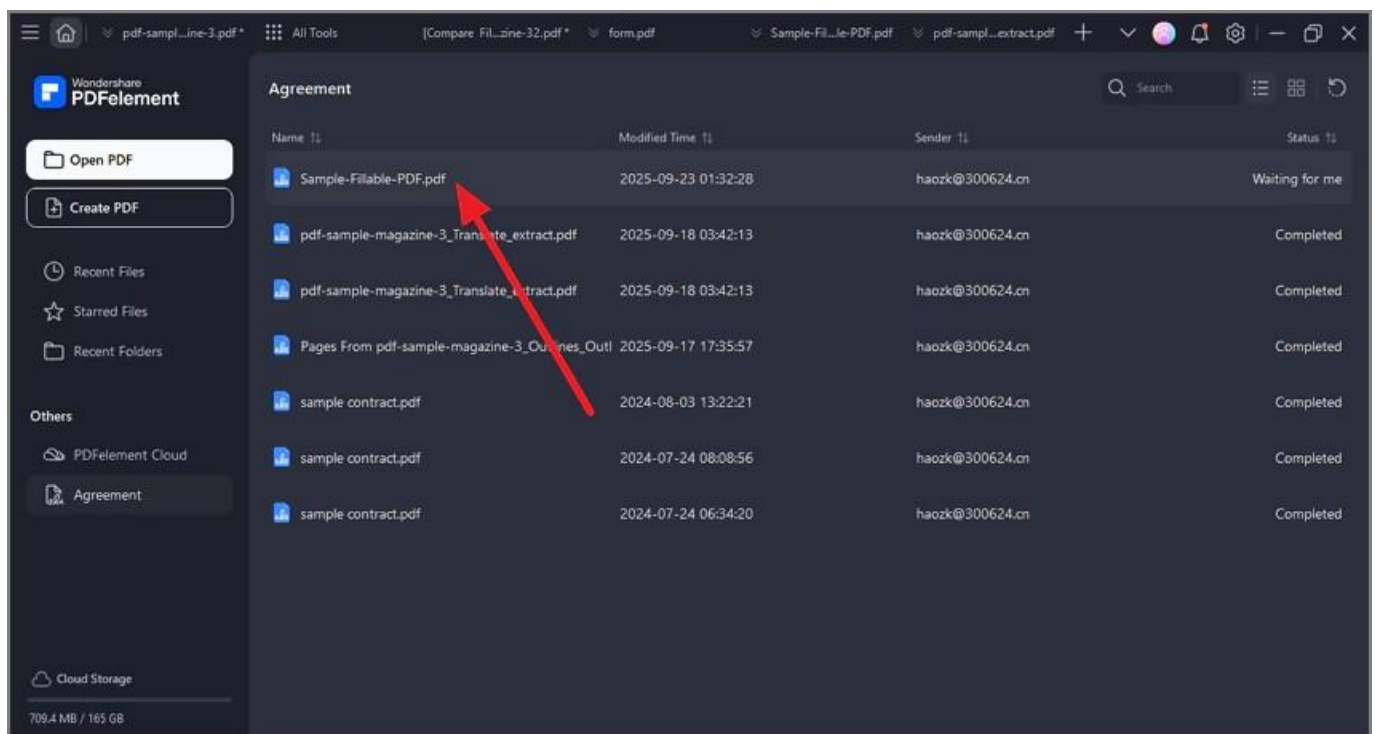 pdf-sampl...ine-3.pdf * All Tools [Compare Fil...zine-32.pdf * form.pdf Sample-Fil...le-PDF.pdf pdf-sampl...extract.pdf
Wondershare
PDFelement
Open PDF
Create PDF
Recent Files
Starred Files
Recent Folders
Others
PDFelement Cloud
Agreement
Cloud Storage
709.4 MB / 165 GB
Agreement Search
Name Modified Time Sender Status
Sample-Fillable-PDF.pdf 2025-09-23 01:32:28 haozk@300624.cn Waiting for me
pdf-sample-magazine-3_Translate_extract.pdf 2025-09-18 03:42:13 haozk@300624.cn Completed
pdf-sample-magazine-3_Translate_extract.pdf 2025-09-18 03:42:13 haozk@300624.cn Completed
Pages From pdf-sample-magazine-3_Outlines_Outl 2025-09-17 17:35:57 haozk@300624.cn Completed
sample contract.pdf 2024-08-03 13:22:21 haozk@300624.cn Completed
sample contract.pdf 2024-07-24 08:08:56 haozk@300624.cn Completed
sample contract.pdf 2024-07-24 06:34:20 haozk@300624.cn Completed